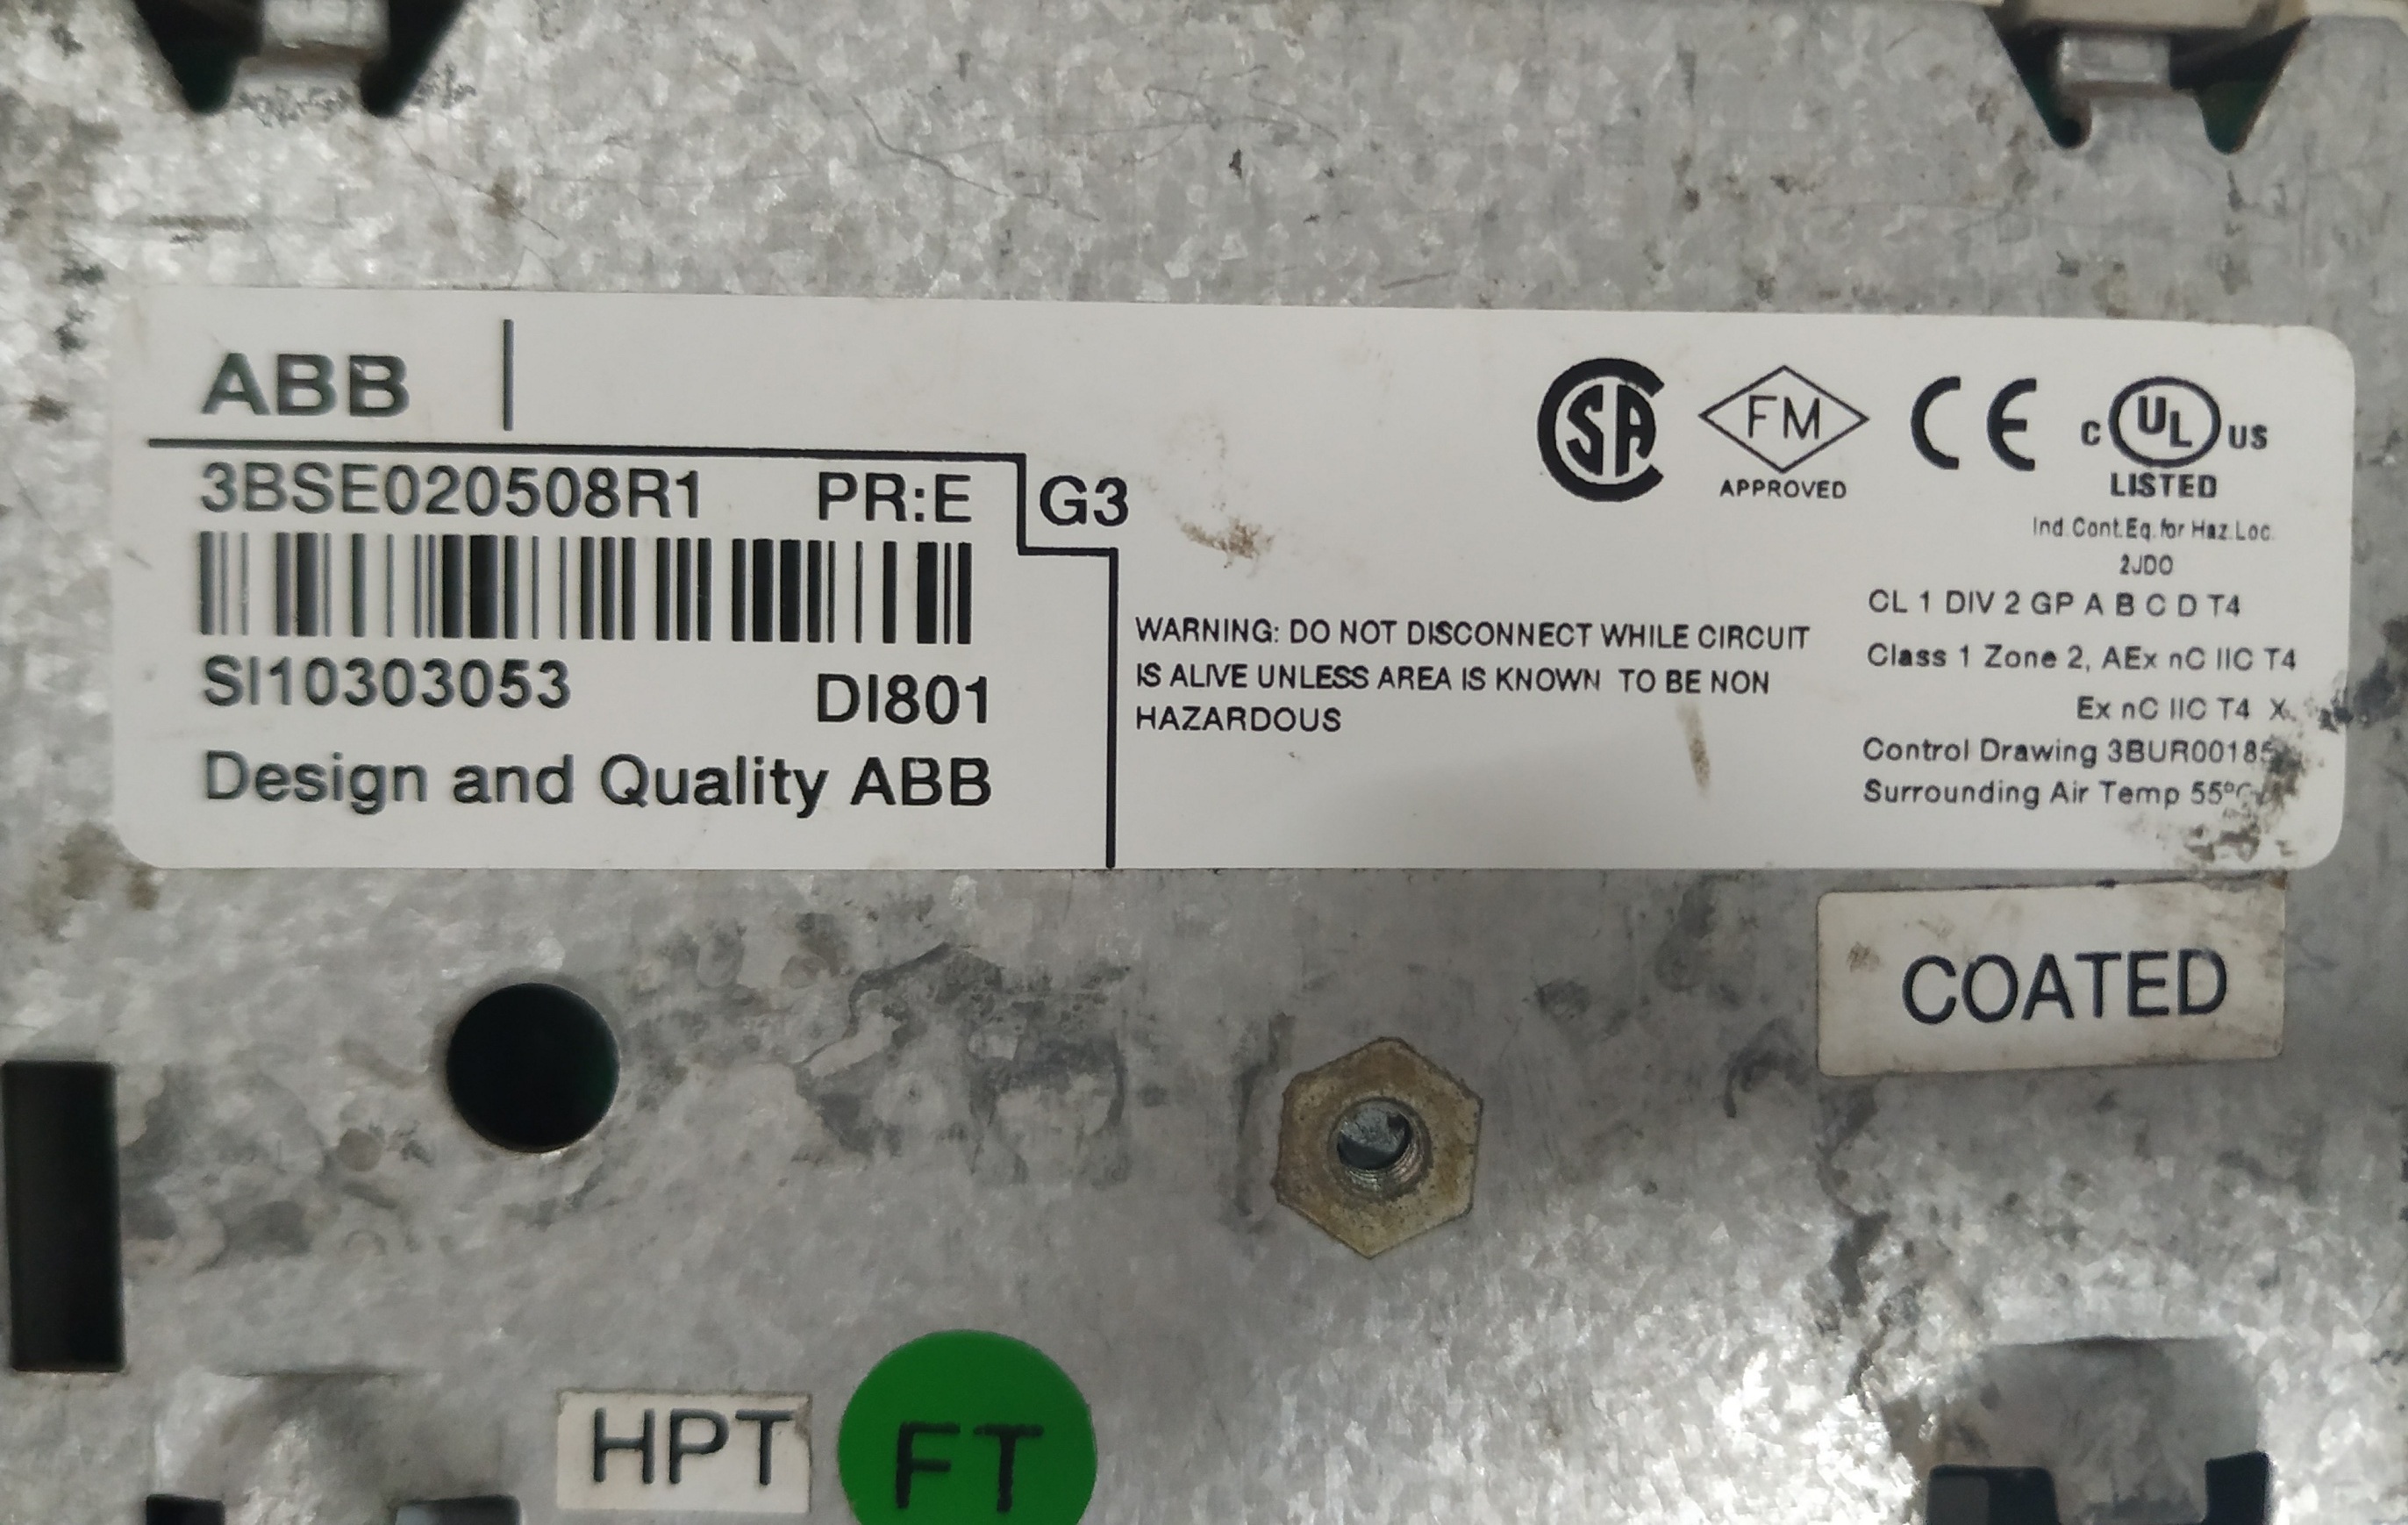 ABB
3BSE020508R1 PR:E G3
SI10303053 DI801
Design and Quality ABB
WARNING: DO NOT DISCONNECT WHILE CIRCUIT
IS ALIVE UNLESS AREA IS KNOWN TO BE NON
HAZARDOUS
SA
FM
APPROVED
CE
C UL US
LISTED
Ind.Cont.Eq.for Haz.Loc.
2JD0
CL 1 DIV 2 GP A B C D T4
Class 1 Zone 2, AEx nC IIC T4
Ex nC IIC T4 X
Control Drawing
Surrounding Air Temp 55°C
COATED
HPT
FT